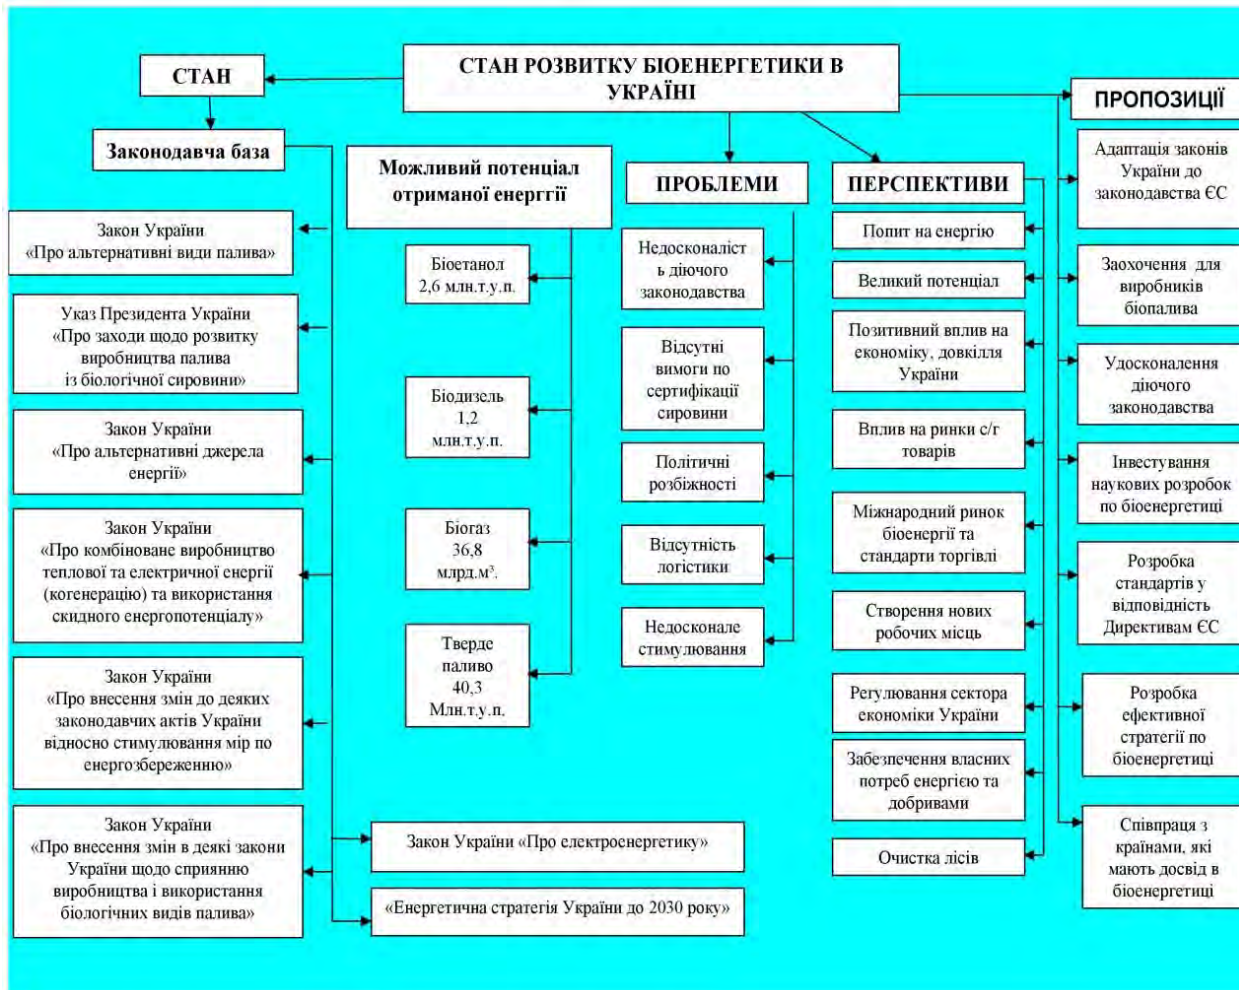 СТАН РОЗВИТКУ БІОЕНЕРГЕТИКИ В
УКРАЇНІ
СТАН
Законодавча база
Закон України
«Про альтернативні види палива»
Указ Президента України
«Про заходи щодо розвитку
виробництва палива
із біологічної сировини»
Закон України
«Про альтернативні джерела
енергії»
Закон України
«Про комбіноване виробництво
теплової та електричної енергії
(когенерацію) та використання
скидного енергопотенціалу»
Закон України
«Про внесення змін до деяких
законодавчих актів України
відносно стимулювання мір по
енергозбереженню»
Закон України
«Про внесення змін в деякі закони
України щодо сприянню
виробництва і використання
біологічних видів палива»
Закон України «Про електроенергетику»
«Енергетична стратегія України до 2030 року»
Можливий потенціал
отриманої енерггії
Біоетанол
2,6 млн.т.у.п.
Біодизель
1,2
млн.т.у.п.
Біогаз
36,8
млрд.м³.
Тверде
паливо
40,3
Млн.т.у.п.
ПРОБЛЕМИ
Недосконаліст
ь діючого
законодавства
Відсутні
вимоги по
сертифікації
сировини
Політичні
розбіжності
Відсутність
логістики
Недосконале
стимулювання
ПЕРСПЕКТИВИ
Попит на енергію
Великий потенціал
Позитивний вплив на
економіку, довкілля
України
Вплив на ринки с/г
товарів
Міжнародний ринок
біоенергії та
стандарти торгівлі
Створення нових
робочих місць
Регулювання сектора
економіки України
Забезпечення власних
потреб енергією та
добривами
Очистка лісів
ПРОПОЗИЦІЇ
Адаптація законів
України до
законодавства ЄС
Заохочення для
виробників
біопалива
Удосконалення
діючого
законодавства
Інвестування
наукових розробок
по біоенергетиці
Розробка
стандартів у
відповідність
Директивам ЄС
Розробка
ефективної
стратегії по
біоенергетиці
Співпраця з
країнами, які
мають досвід в
біоенергетиці